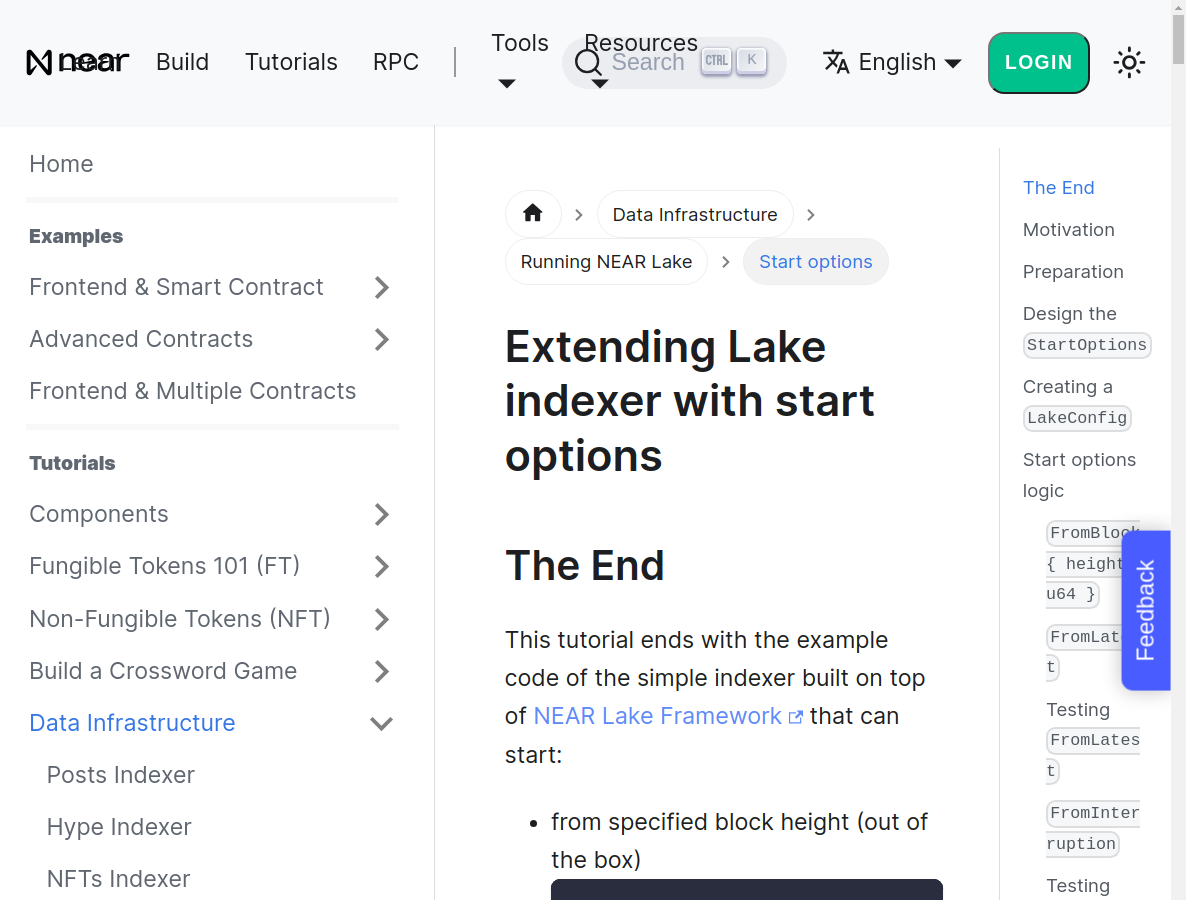 near
Learn
Build
Tutorials
RPC
Tools
Resources
Search
CTRL
K
English
LOGIN
Home
Examples
Frontend & Smart Contract
Advanced Contracts
Frontend & Multiple Contracts
Tutorials
Components
Fungible Tokens 101 (FT)
Non-Fungible Tokens (NFT)
Build a Crossword Game
Data Infrastructure
Posts Indexer
Hype Indexer
NFTs Indexer
Data Infrastructure
Running NEAR Lake
Start options
Extending Lake
indexer with start
options
The End
This tutorial ends with the example
code of the simple indexer built on top
of NEAR Lake Framework that can
start:
from specified block height (out of
the box)
The End
Motivation
Preparation
Design the
StartOptions
Creating a
LakeConfig
Start options
logic
FromBlock
{ height
u64 }
FromLat
t
Testing
FromLates
t
FromInter
ruption
Testing
Feedback